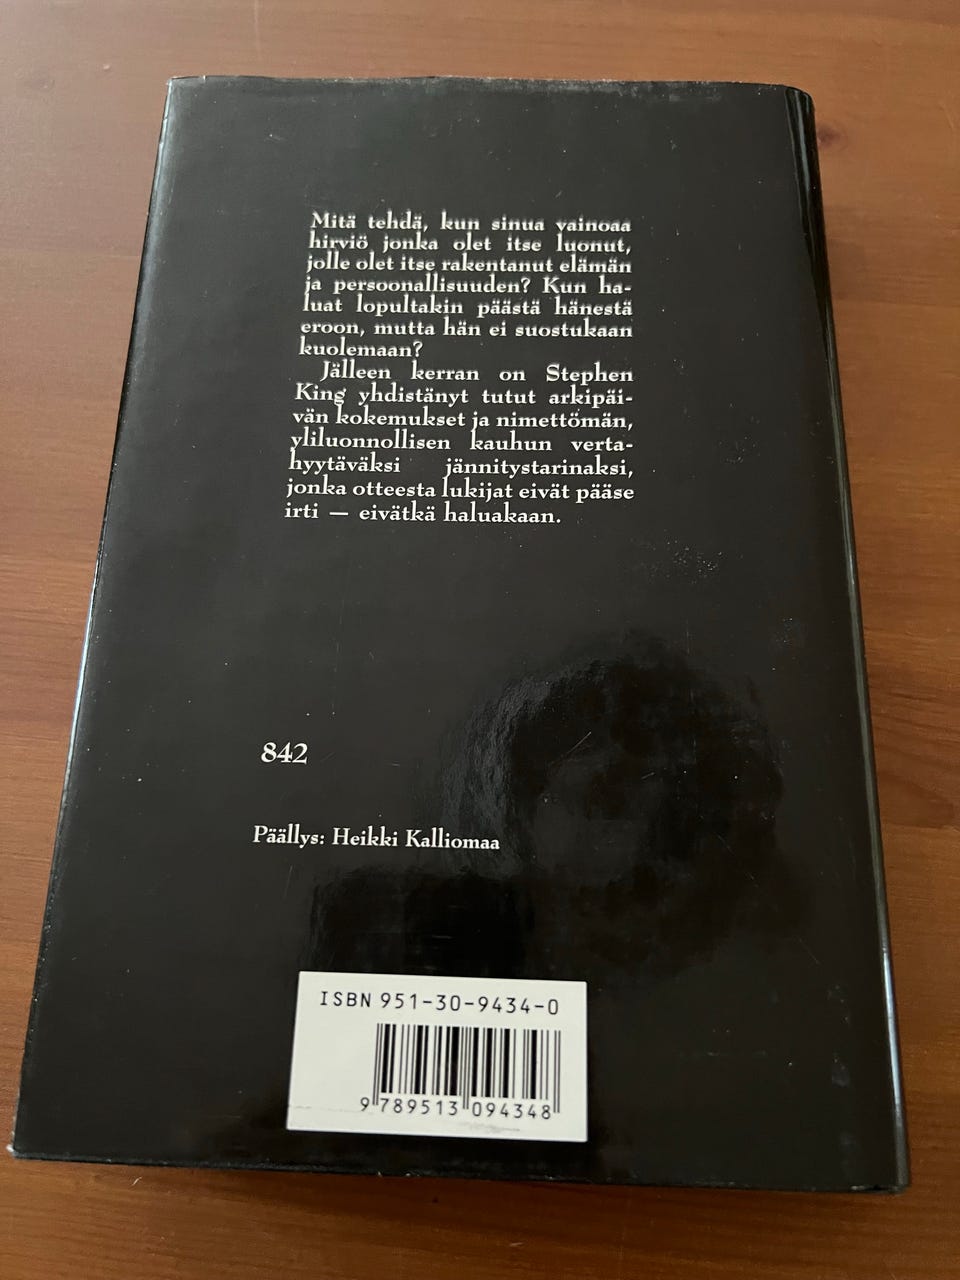 Mitä tehdä, kun sinua vainoaa
hirviö jonka olet itse luonut,
jolle olet itse rakentanut elämän
ja persoonallisuuden? Kun ha-
luat lopultakin päästä hänestä
eroon, mutta hän ei suostukaan
kuolemaan?
Jälleen kerran on Stephen
King yhdistänyt tutut arkipäi-
vän kokemukset ja nimettömän,
yliluonnollisen kauhun verta-
hyytäväksi jännitystarinaksi,
jonka otteesta lukijat eivät pääse
irti — eivätkä haluakaan.
842
Päällys: Heikki Kalliomaa
ISBN 951-30-9434-0
9 789513 094348